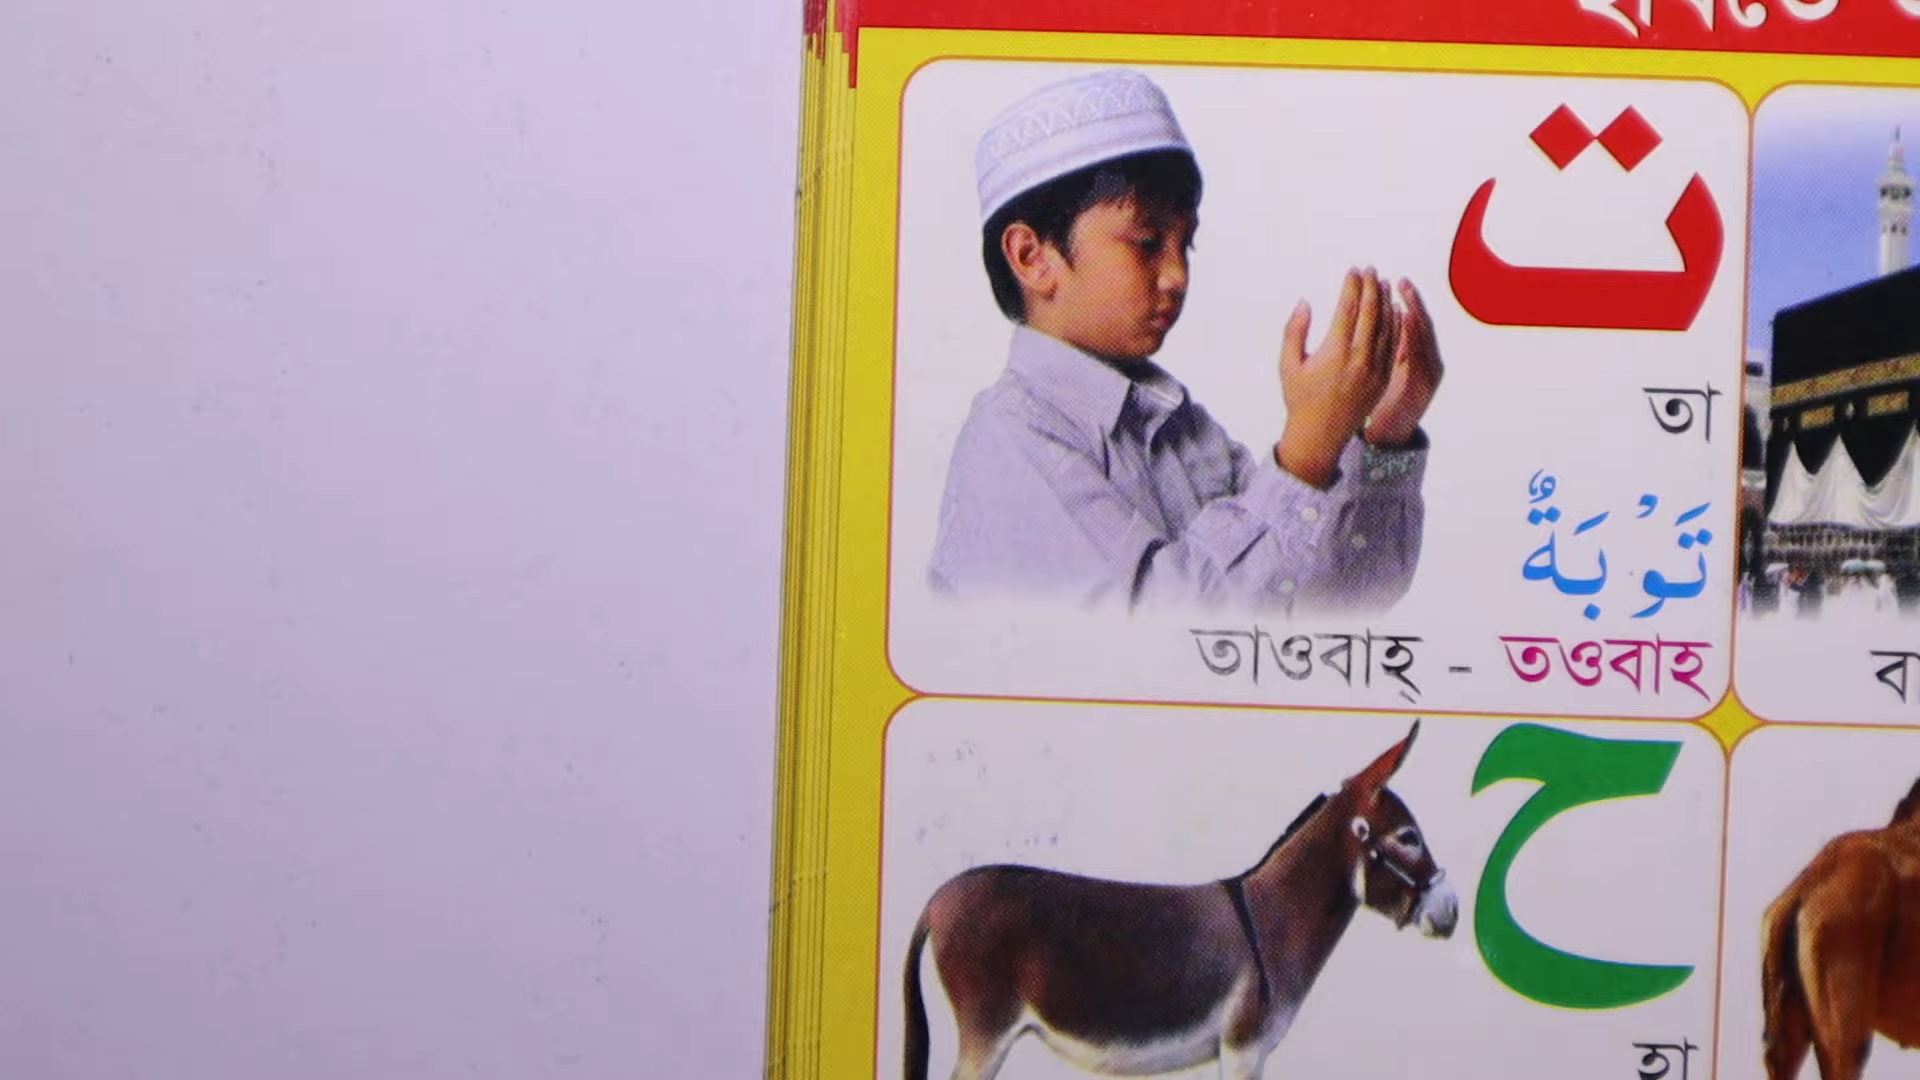 ت
তা
تَوْبَةٌ
তাওবাহ্ - তওবাহ
ح
হা